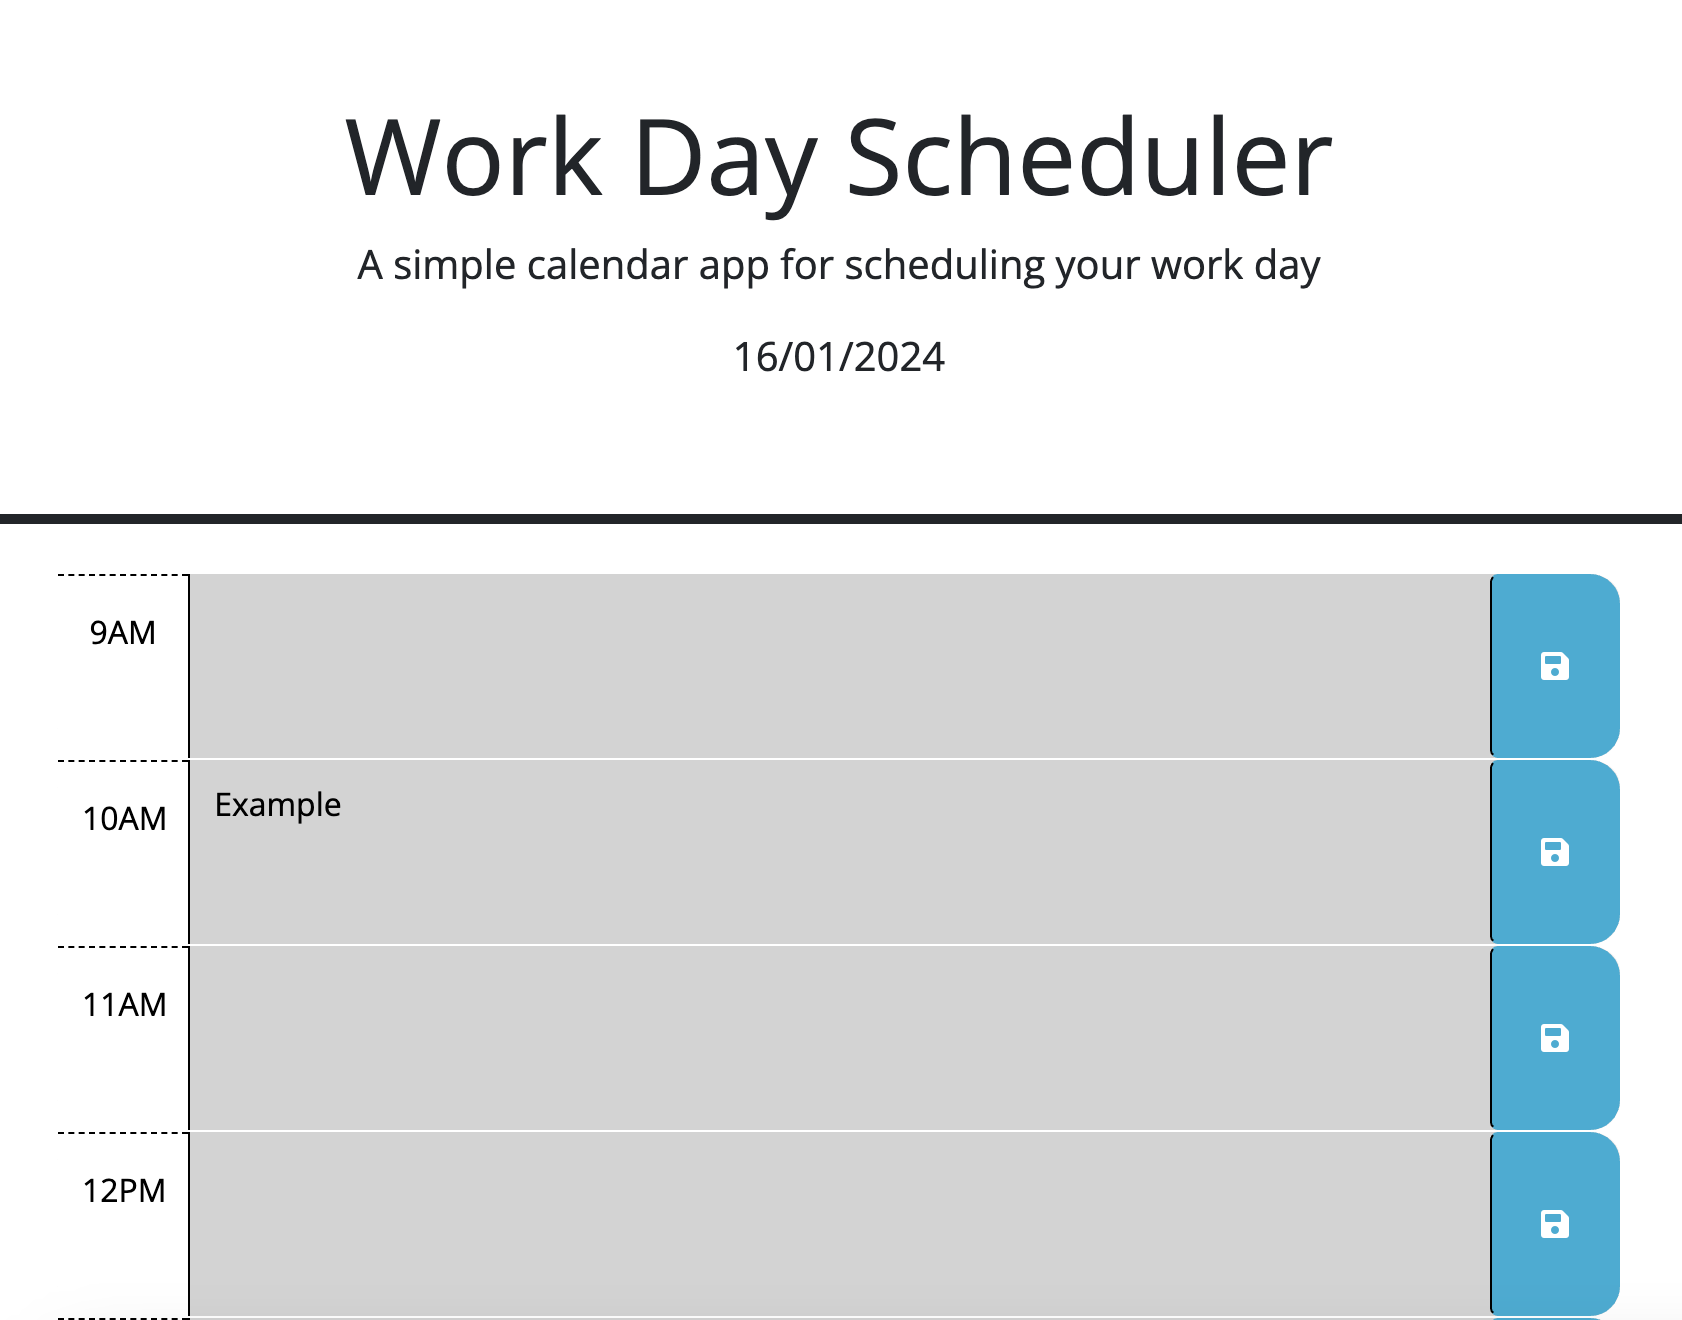 Work Day Scheduler
A simple calendar app for scheduling your work day
16/01/2024
9AM
10AM
Example
11AM
12PM